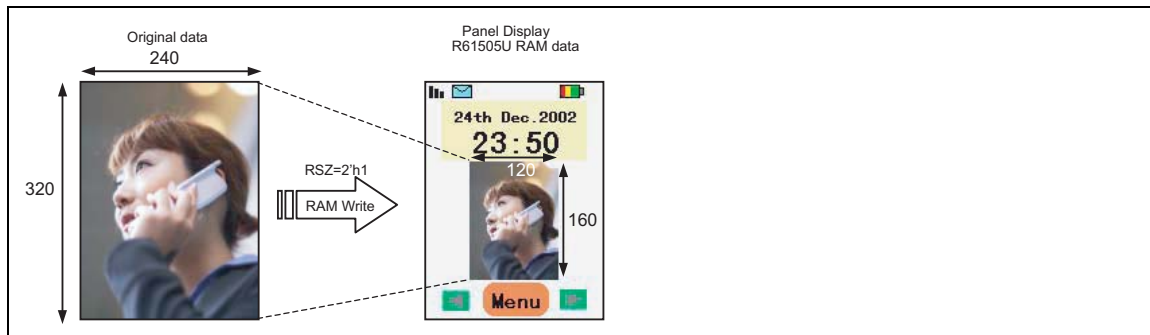 Original data
240
320
RSZ=2'h1
RAM Write
Panel Display
R61505U RAM data
24th Dec.2002
23:50
120
160
Menu